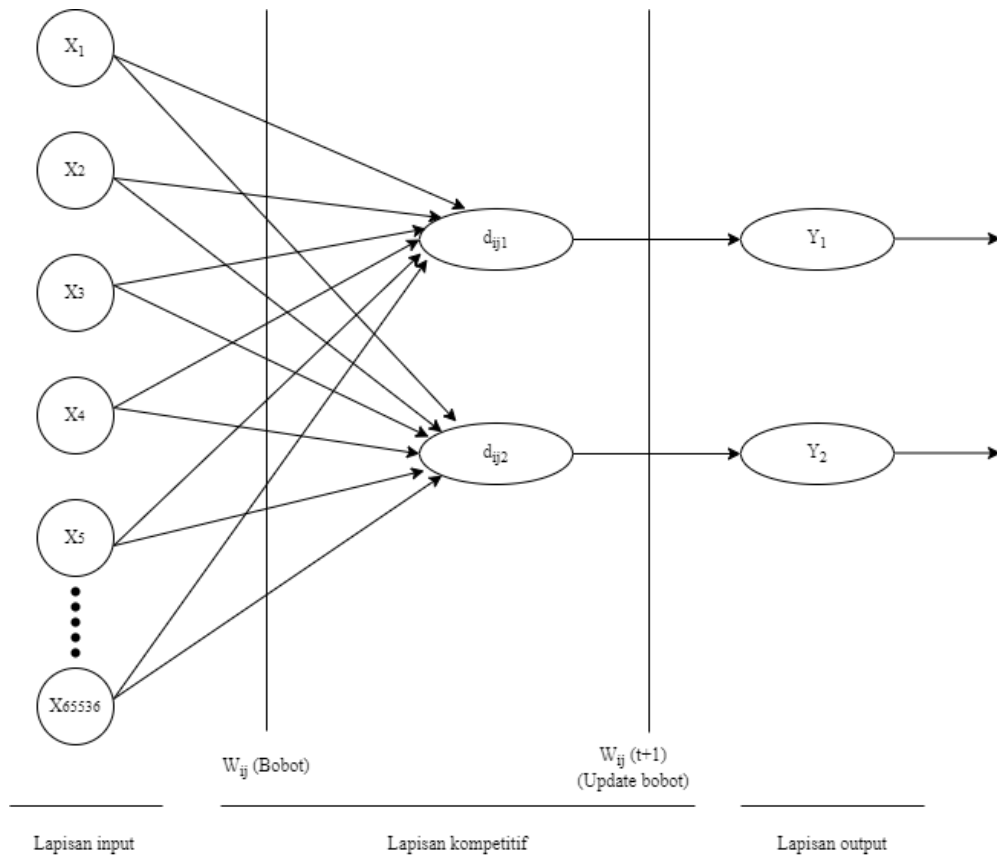 X1
X2
X3
X4
X5
X65536
dij1
dij2
Y1
Y2
Wij (Bobot)
Wij (t+1)
(Update bobot)
Lapisan input
Lapisan kompetitif
Lapisan output